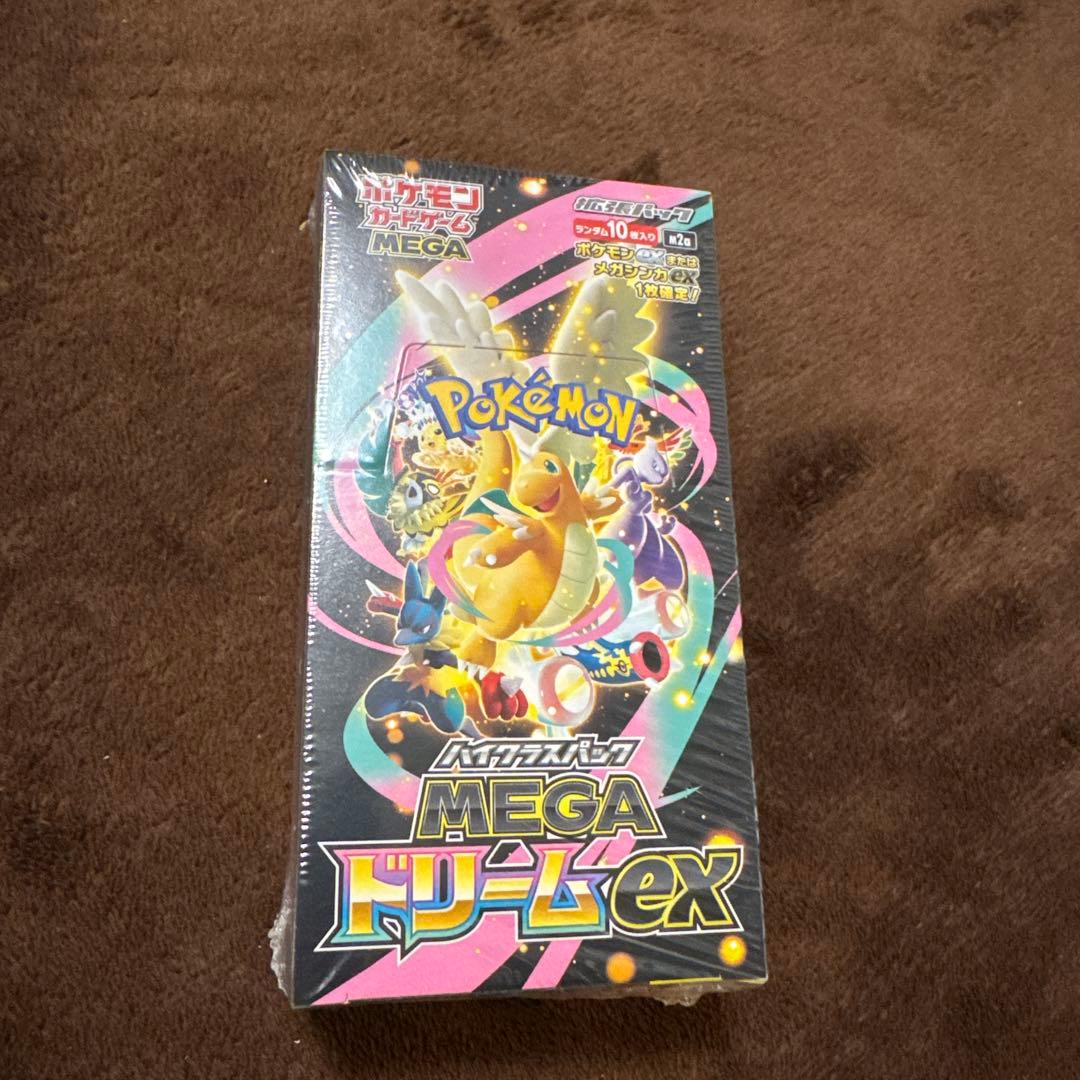 ポケモン
カードゲーム
MEGA
拡張パック
ランダム10枚入り M2a
ポケモンexまたは
メガシンカex
1枚確定!
POKéMON
ハイクラスパック
MEGA
ドリームex